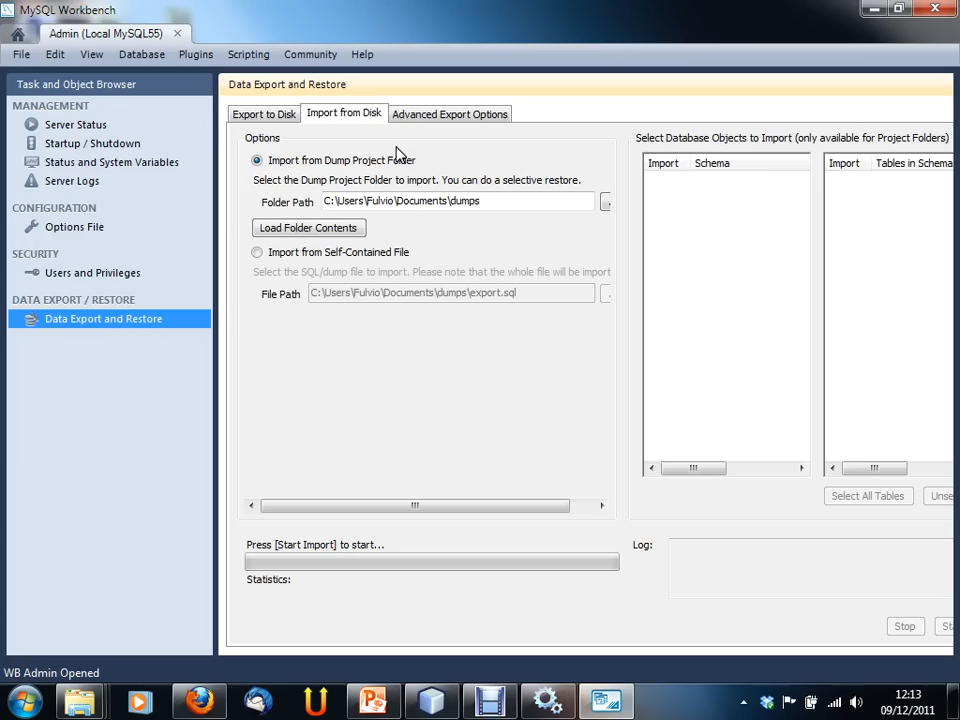 MySQL Workbench
Admin (Local MySQL55)
File Edit View Database Plugins Scripting Community Help
Task and Object Browser
MANAGEMENT
Server Status
Startup / Shutdown
Status and System Variables
Server Logs
CONFIGURATION
Options File
SECURITY
Users and Privileges
DATA EXPORT / RESTORE
Data Export and Restore
Data Export and Restore
Export to Disk Import from Disk Advanced Export Options
Options
Import from Dump Project Folder
Select the Dump Project Folder to import. You can do a selective restore.
Folder Path C:\Users\Fulvio\Documents\dumps
Load Folder Contents
Import from Self-Contained File
Select the SQL/dump file to import. Please note that the whole file will be import
File Path C:\Users\Fulvio\Documents\dumps\export.sql
Select Database Objects to Import (only available for Project Folders)
Import Schema
Import Tables in Schema
Select All Tables Unse
Press [Start Import] to start...
Statistics:
Log:
Stop Sta
WB Admin Opened
12:13
09/12/2011